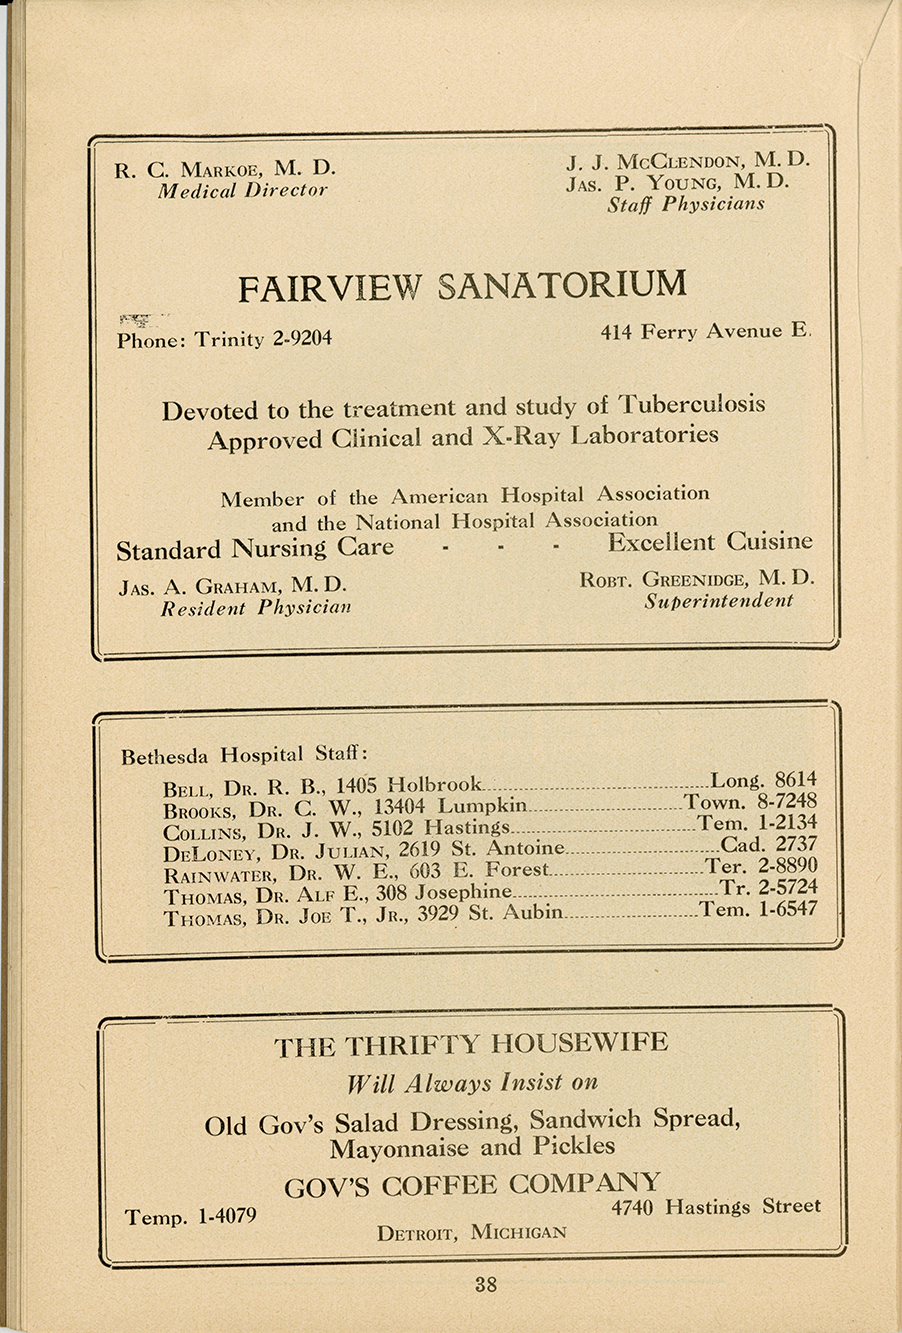 R. C. MARKOE, M. D.
Medical Director
J. J. MCCLENDON, M. D.
JAS. P. YOUNG, M. D.
Staff Physicians
FAIRVIEW SANATORIUM
Phone: Trinity 2-9204
414 Ferry Avenue E.
Devoted to the treatment and study of Tuberculosis
Approved Clinical and X-Ray Laboratories
Member of the American Hospital Association
and the National Hospital Association
Standard Nursing Care - - - Excellent Cuisine
JAS. A. GRAHAM, M. D.
Resident Physician
ROBT. GREENIDGE, M. D.
Superintendent
Bethesda Hospital Staff:
BELL, DR. R. B., 1405 Holbrook Long. 8614
BROOKS, DR. C. W., 13404 Lumpkin Town. 8-7248
COLLINS, DR. J. W., 5102 Hastings Tem. 1-2134
DELONEY, DR. JULIAN, 2619 St. Antoine Cad. 2737
RAINWATER, DR. W. E., 603 E. Forest Ter. 2-8890
THOMAS, DR. ALF E., 308 Josephine Tr. 2-5724
THOMAS, DR. JOE T., JR., 3929 St. Aubin Tem. 1-6547
THE THRIFTY HOUSEWIFE
Will Always Insist on
Old Gov's Salad Dressing, Sandwich Spread,
Mayonnaise and Pickles
GOV'S COFFEE COMPANY
Temp. 1-4079
4740 Hastings Street
DETROIT, MICHIGAN
38